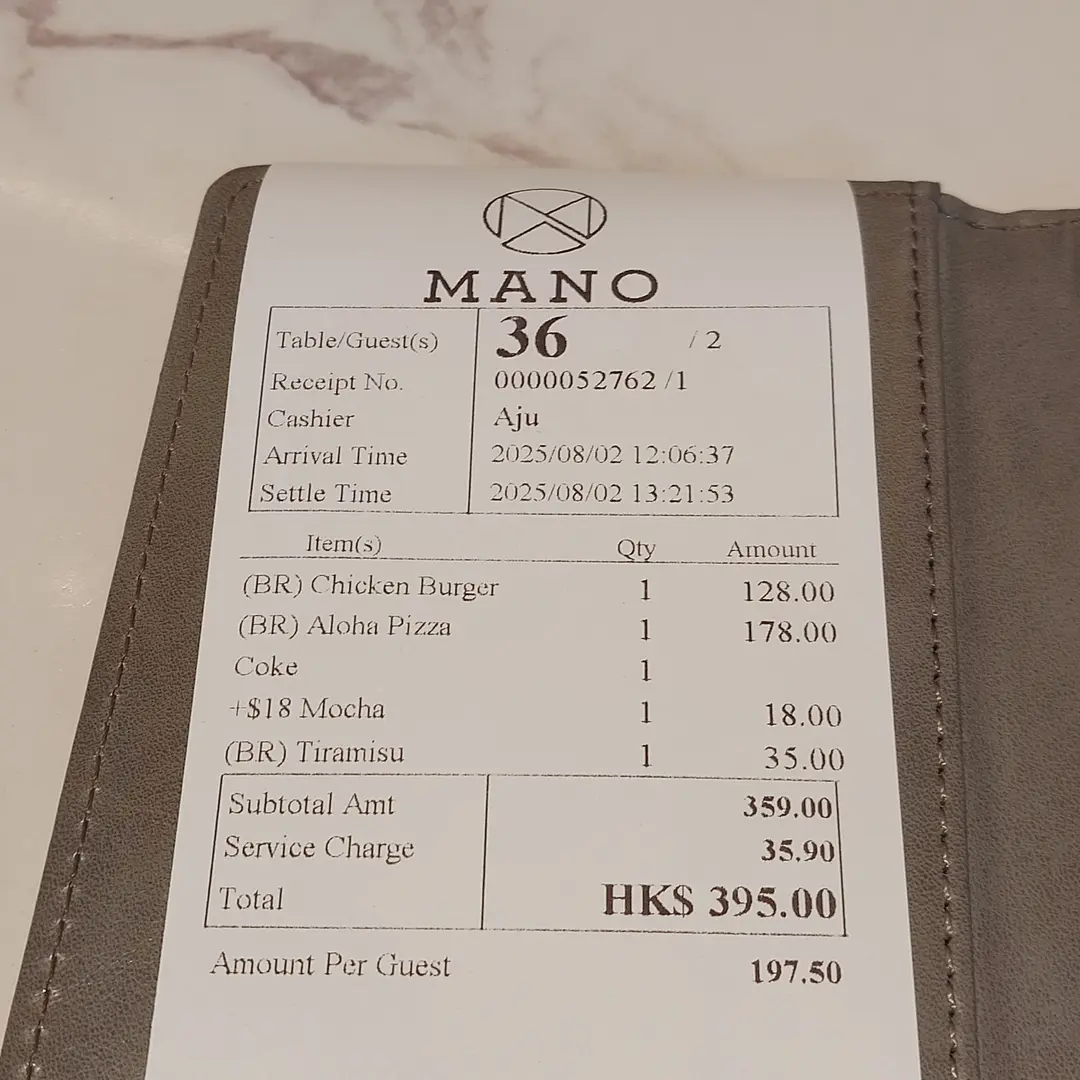 MANO
Table/Guest(s) 36 / 2
Receipt No. 0000052762 /1
Cashier Aju
Arrival Time 2025/08/02 12:06:37
Settle Time 2025/08/02 13:21:53
Item(s) Qty Amount
(BR) Chicken Burger 1 128.00
(BR) Aloha Pizza 1 178.00
Coke 1
+$18 Mocha 1 18.00
(BR) Tiramisu 1 35.00
Subtotal Amt 359.00
Service Charge 35.90
Total HK$ 395.00
Amount Per Guest 197.50